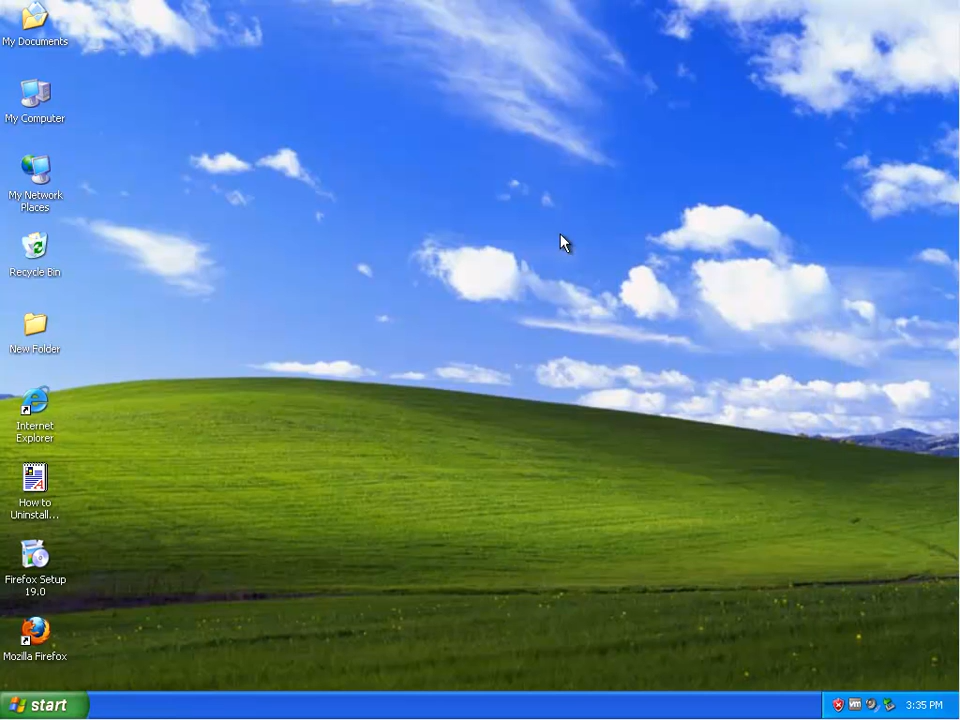 My Documents
My Computer
My Network
Places
Recycle Bin
New Folder
Internet
Explorer
How to
Uninstall...
Firefox Setup
19.0
Mozilla Firefox
start
vm
3:35 PM